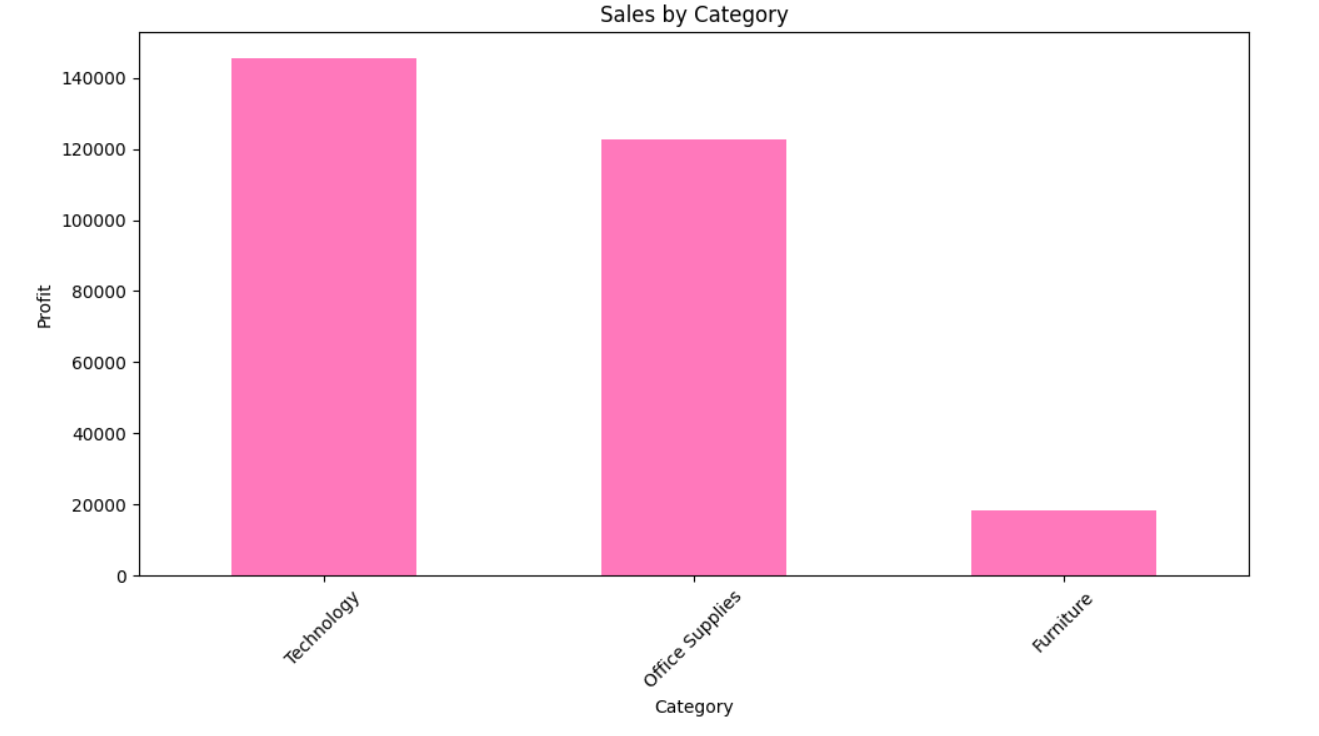 Sales by Category
140000
120000
100000
80000
60000
40000
20000
0
Profit
Technology
Office Supplies
Furniture
Category